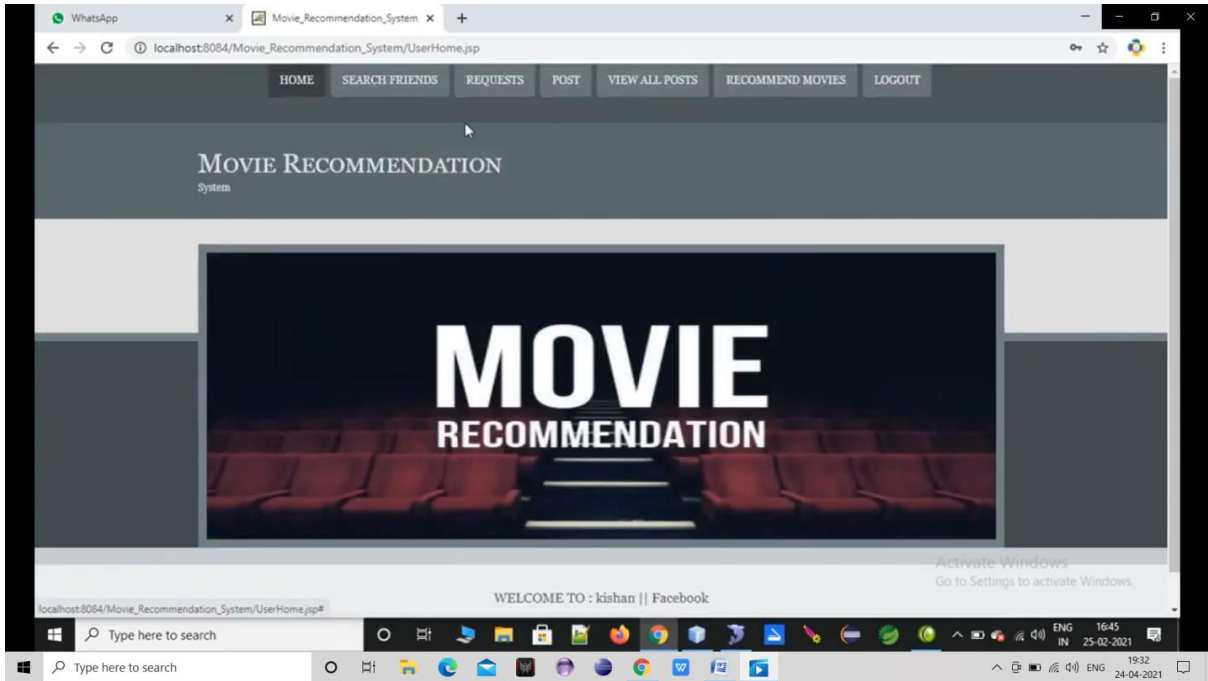 WhatsApp
Movie_Recommendation_System
localhost:8084/Movie_Recommendation_System/UserHome.jsp
HOME SEARCH FRIENDS REQUESTS POST VIEW ALL POSTS RECOMMEND MOVIES LOGOUT
MOVIE RECOMMENDATION
System
MOVIE
RECOMMENDATION
Activate Windows
Go to Settings to activate Windows.
WELCOME TO : kishan || Facebook
localhost:8084/Movie_Recommendation_System/UserHome.jsp#
Type here to search
ENG 16:45
IN 25-02-2021
Type here to search
ENG 19:32
24-04-2021